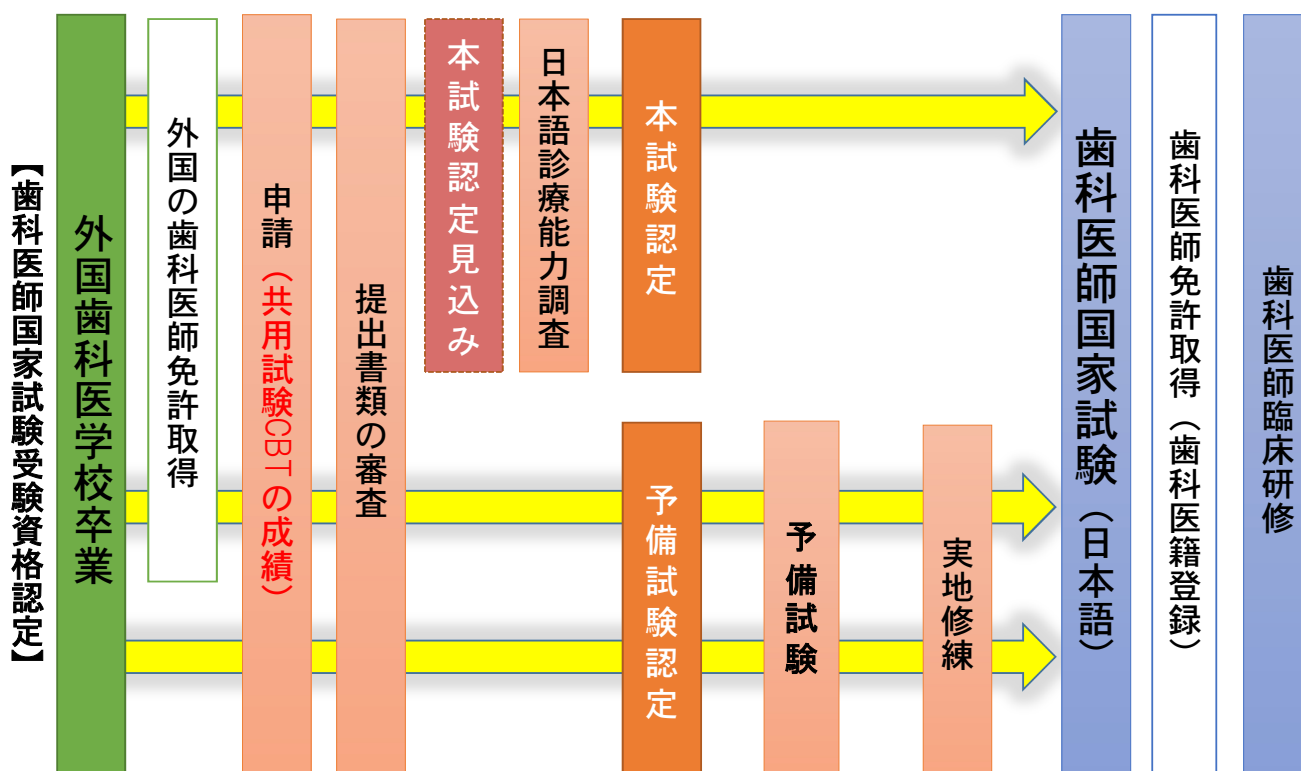 【歯科医師国家試験受験資格認定】
外国歯科医学校卒業
外国の歯科医師免許取得
申請（共用試験CBTの成績）
提出書類の審査
本試験認定見込み
日本語診療能力調査
本試験認定
予備試験認定
予備試験
実地修練
歯科医師国家試験（日本語）
歯科医師免許取得（歯科医籍登録）
歯科医師臨床研修